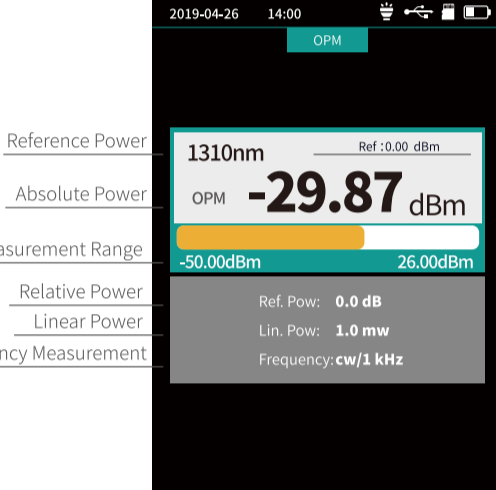 2019-04-26 14:00
OPM
Reference Power
1310nm
Ref :0.00 dBm
Absolute Power
OPM -29.87 dBm
asurement Range
-50.00dBm 26.00dBm
Relative Power
Ref. Pow: 0.0 dB
Linear Power
Lin. Pow: 1.0 mw
ncy Measurement
Frequency: cw/1 kHz